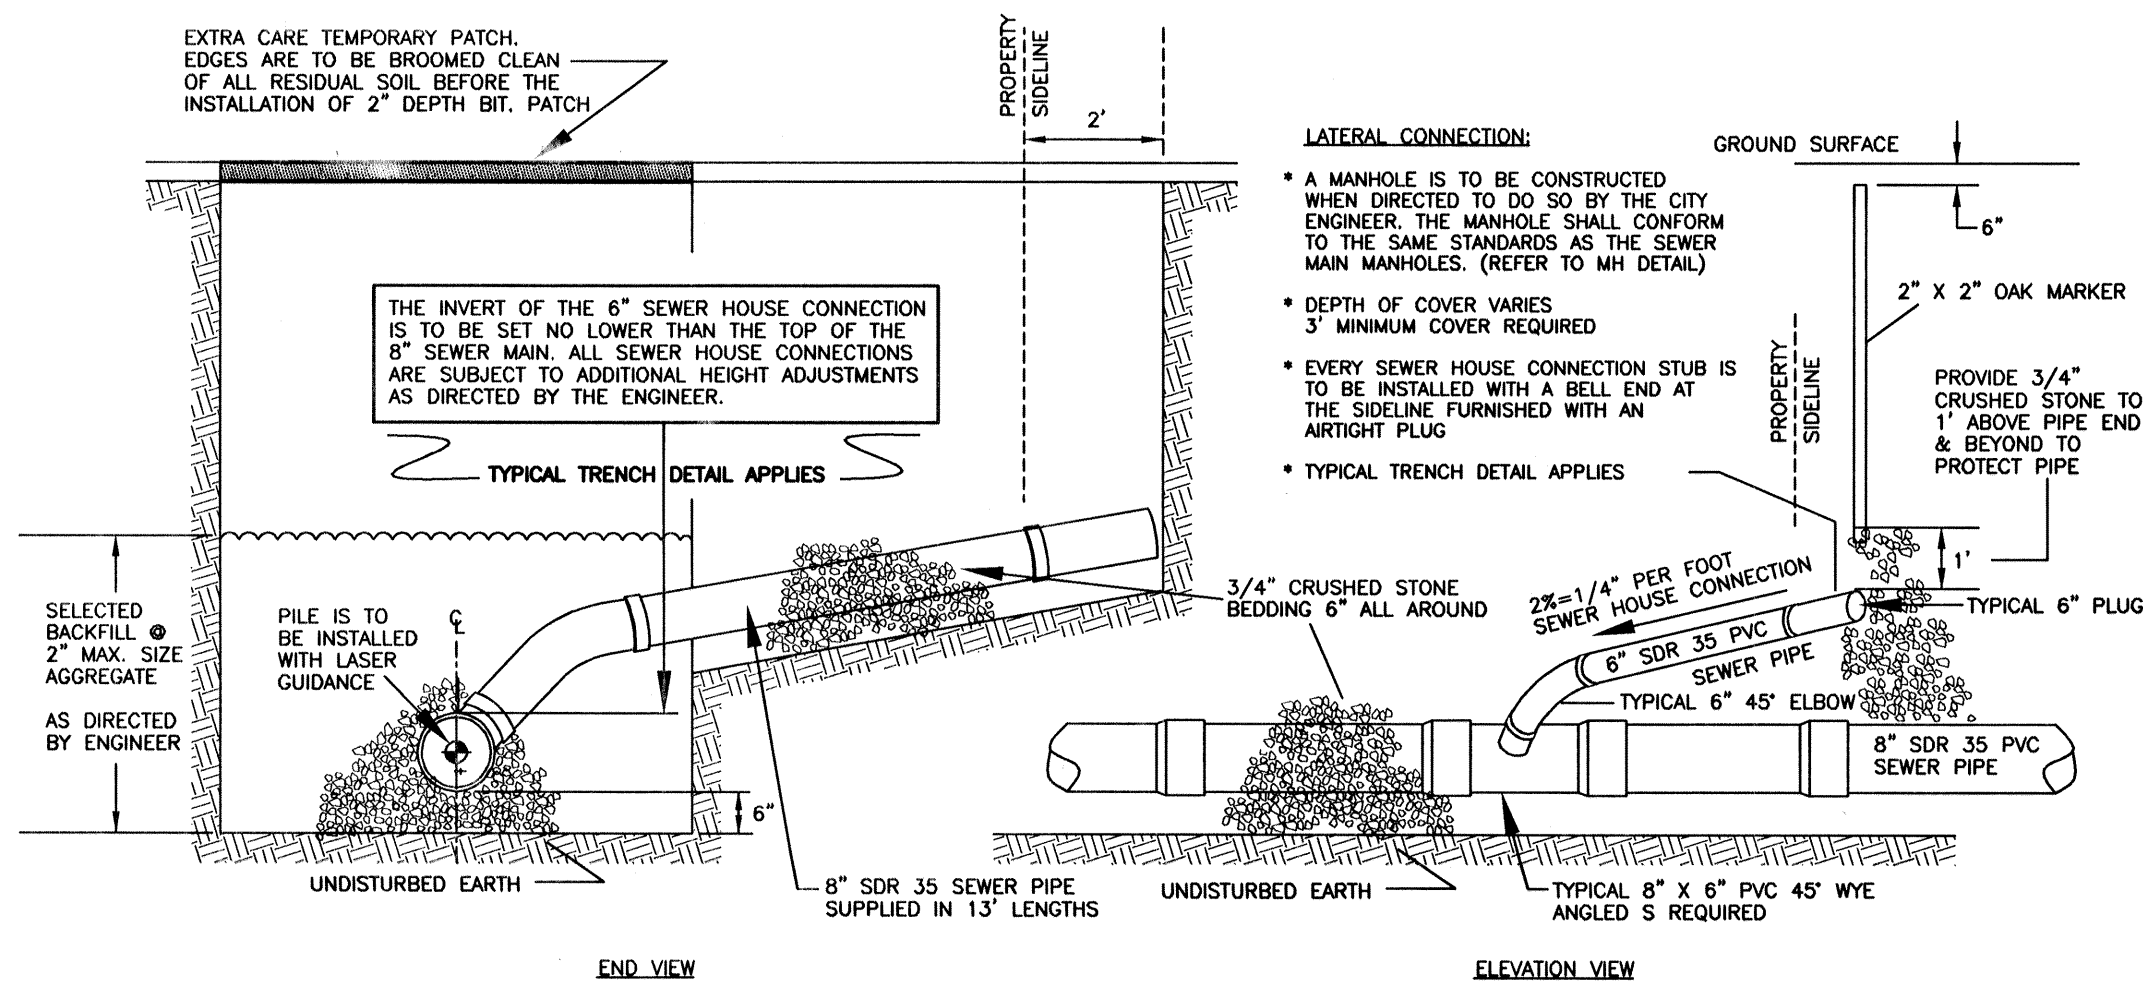 EXTRA CARE TEMPORARY PATCH.
EDGES ARE TO BE BROOMED CLEAN
OF ALL RESIDUAL SOIL BEFORE THE
INSTALLATION OF 2" DEPTH BIT. PATCH
PROPERTY
SIDELINE
2'
THE INVERT OF THE 6" SEWER HOUSE CONNECTION
IS TO BE SET NO LOWER THAN THE TOP OF THE
8" SEWER MAIN. ALL SEWER HOUSE CONNECTIONS
ARE SUBJECT TO ADDITIONAL HEIGHT ADJUSTMENTS
AS DIRECTED BY THE ENGINEER.
TYPICAL TRENCH DETAIL APPLIES
SELECTED
BACKFILL @
2" MAX. SIZE
AGGREGATE
AS DIRECTED
BY ENGINEER
PILE IS TO
BE INSTALLED
WITH LASER
GUIDANCE
℄
6"
UNDISTURBED EARTH
8" SDR 35 SEWER PIPE
SUPPLIED IN 13' LENGTHS
3/4" CRUSHED STONE
BEDDING 6" ALL AROUND
END VIEW
LATERAL CONNECTION:
* A MANHOLE IS TO BE CONSTRUCTED
WHEN DIRECTED TO DO SO BY THE CITY
ENGINEER. THE MANHOLE SHALL CONFORM
TO THE SAME STANDARDS AS THE SEWER
MAIN MANHOLES. (REFER TO MH DETAIL)
* DEPTH OF COVER VARIES
3' MINIMUM COVER REQUIRED
* EVERY SEWER HOUSE CONNECTION STUB IS
TO BE INSTALLED WITH A BELL END AT
THE SIDELINE FURNISHED WITH AN
AIRTIGHT PLUG
* TYPICAL TRENCH DETAIL APPLIES
GROUND SURFACE
6"
2" X 2" OAK MARKER
PROPERTY
SIDELINE
PROVIDE 3/4"
CRUSHED STONE TO
1' ABOVE PIPE END
& BEYOND TO
PROTECT PIPE
1'
2%=1/4" PER FOOT
SEWER HOUSE CONNECTION
TYPICAL 6" PLUG
6" SDR 35 PVC
SEWER PIPE
TYPICAL 6" 45° ELBOW
8" SDR 35 PVC
SEWER PIPE
UNDISTURBED EARTH
TYPICAL 8" X 6" PVC 45° WYE
ANGLED S REQUIRED
ELEVATION VIEW